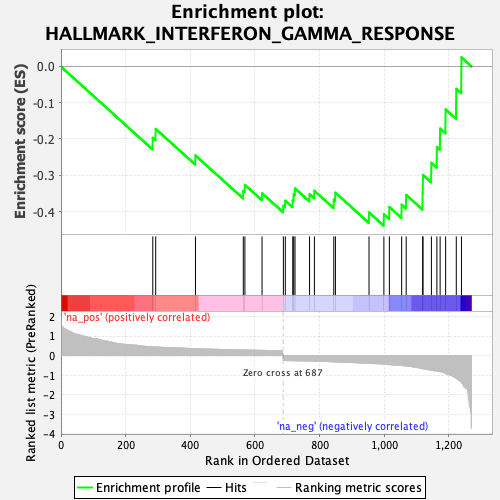 Enrichment plot:
HALLMARK_INTERFERON_GAMMA_RESPONSE
Enrichment score (ES)
0.0
-0.1
-0.2
-0.3
-0.4
'na_pos' (positively correlated)
Ranked list metric (PreRanked)
2
1
0
-1
-2
-3
-4
Zero cross at 687
'na_neg' (negatively correlated)
0
200
400
600
800
1,000
1,200
Rank in Ordered Dataset
Enrichment profile
Hits
Ranking metric scores